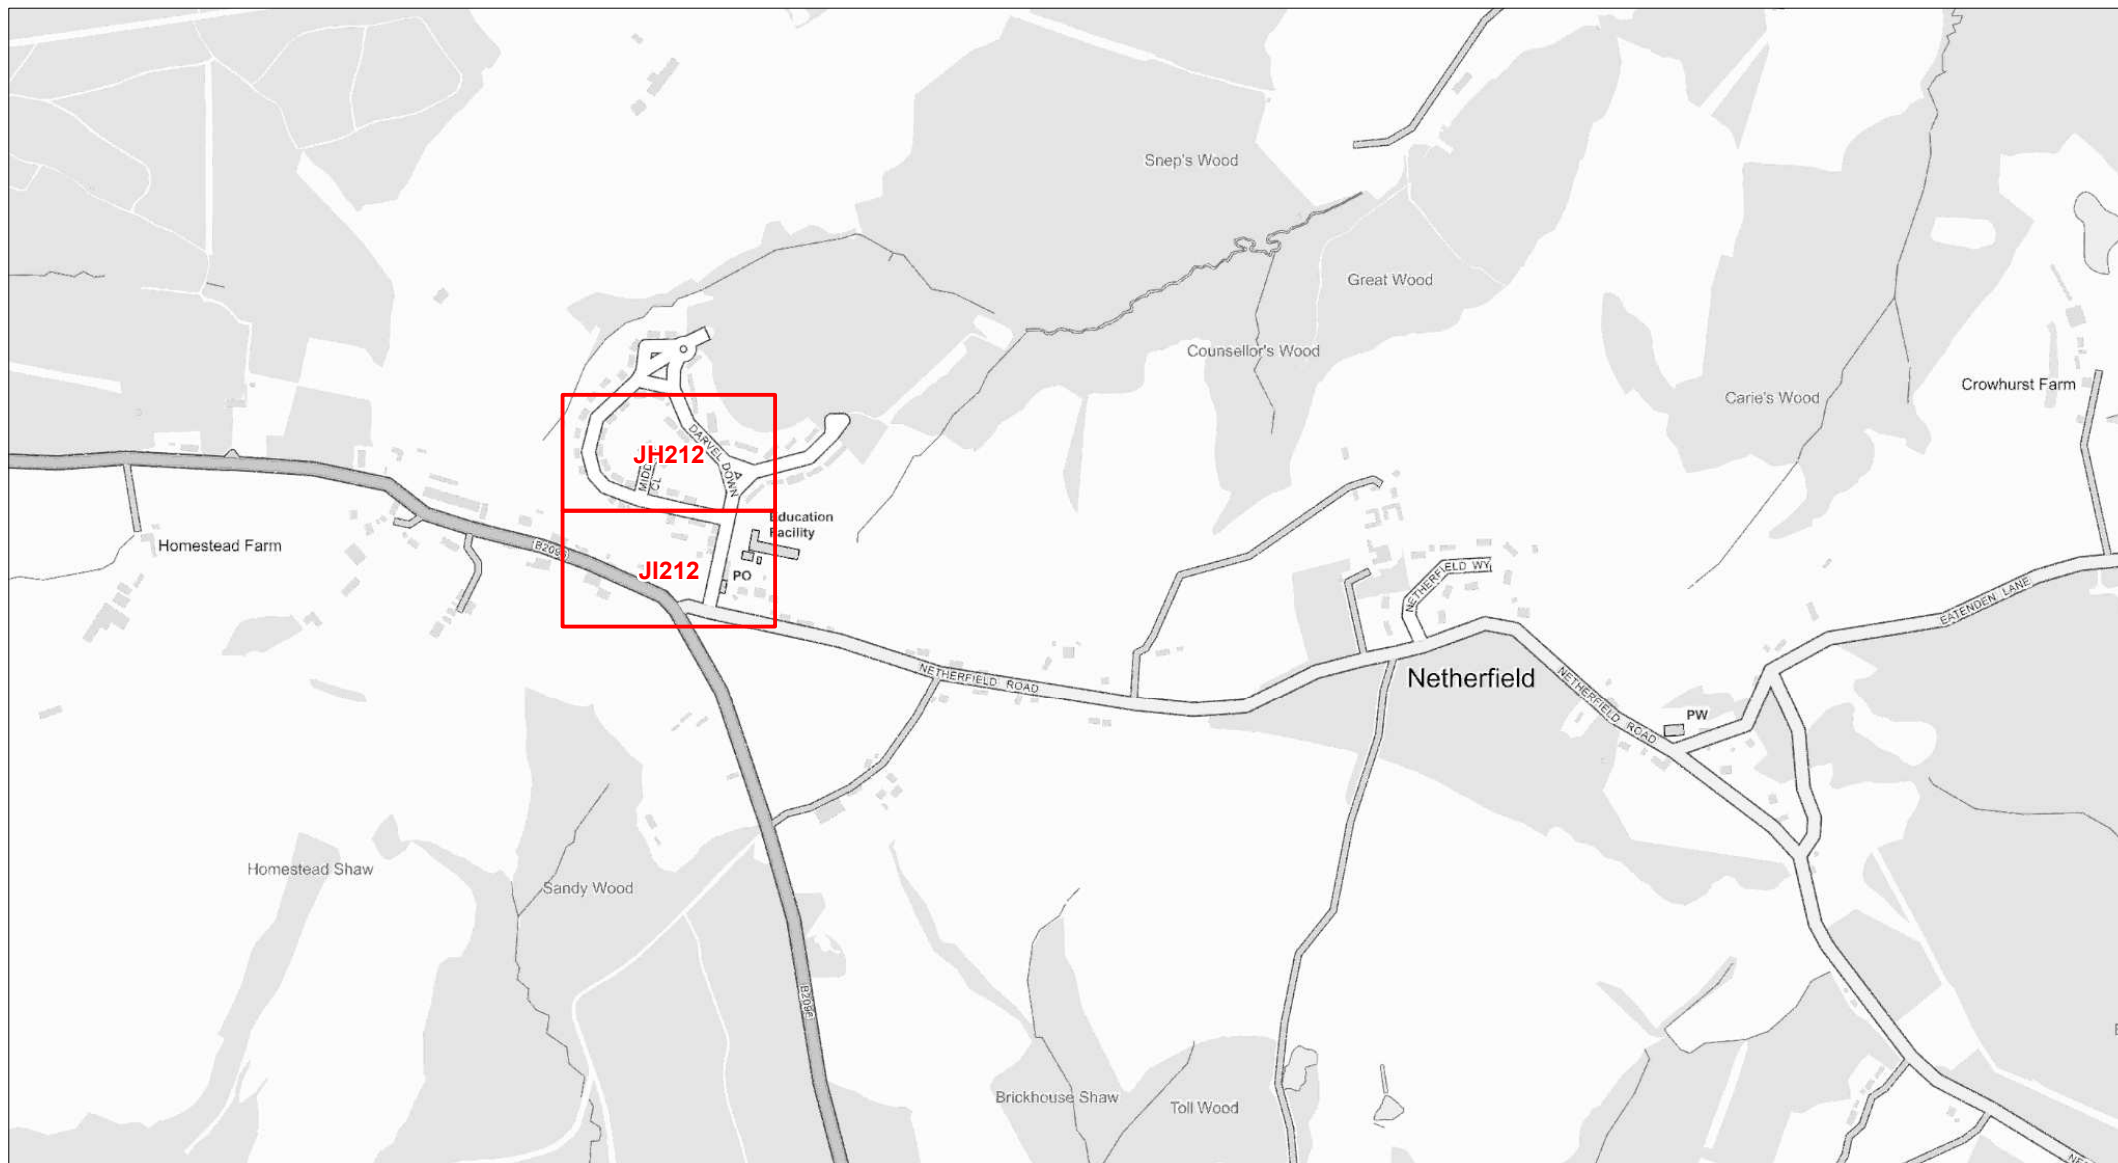 Snep's Wood
Great Wood
Counsellor's Wood
Crowhurst Farm
Carie's Wood
DARVEL DOWN
JH212
CL
Education
Facility
Homestead Farm
JI212
PO
NETHERFIELD WY
EATENDEN LANE
NETHERFIELD ROAD
Netherfield
NETHERFIELD ROAD
PW
Homestead Shaw
Sandy Wood
B2096
Brickhouse Shaw
Toll Wood